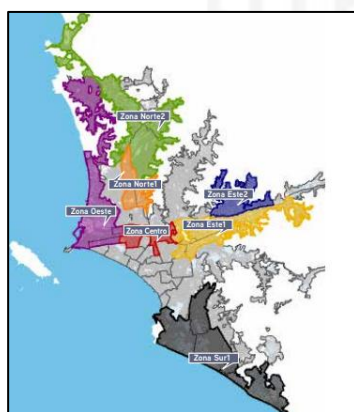 Zona Norte2
Zona Norte1
Zona Este2
Zona Oeste
Zona Este1
Zona Centro
Zona Sur1